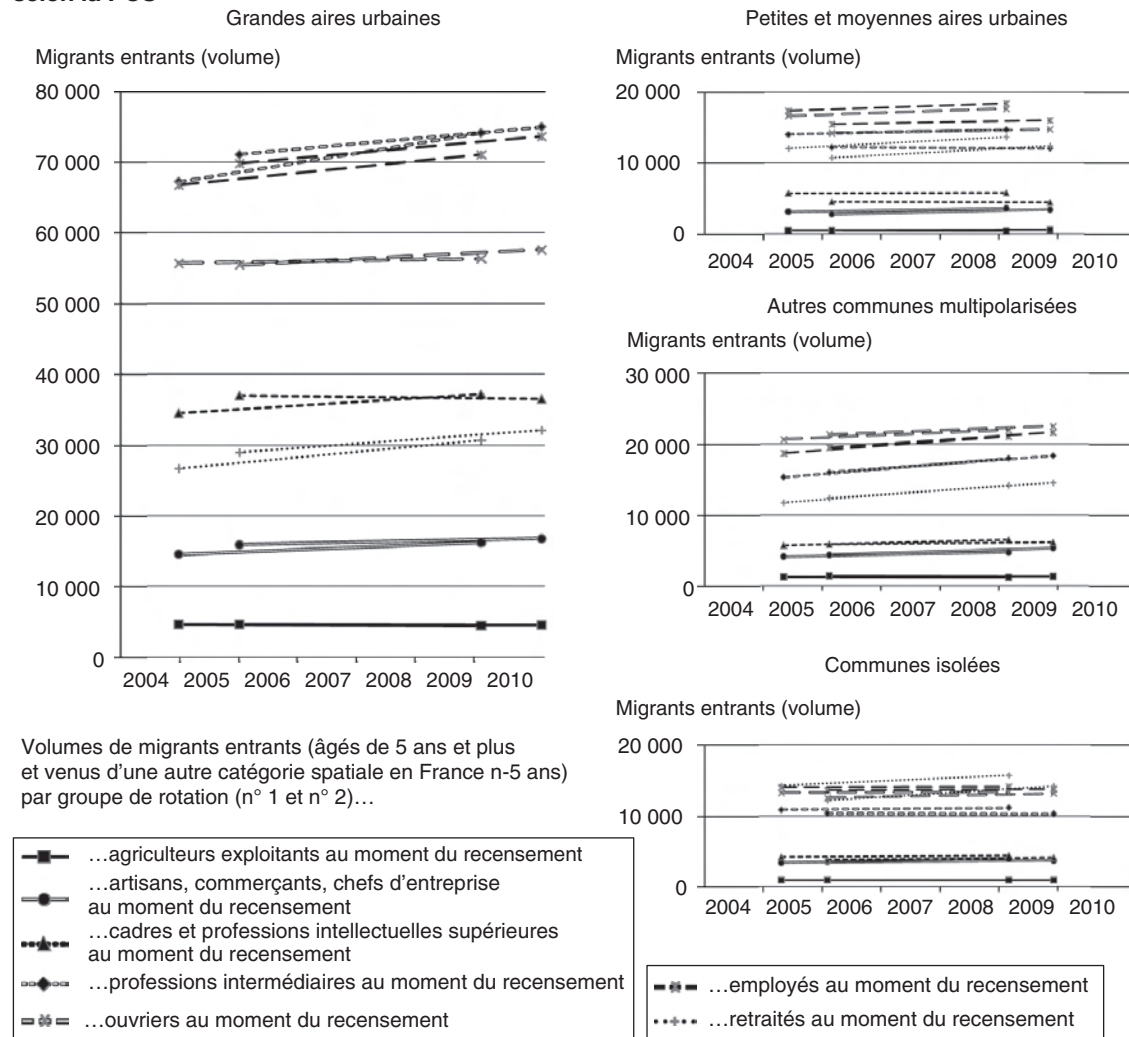 Grandes aires urbaines
Migrants entrants (volume)
80 000
70 000
60 000
50 000
40 000
30 000
20 000
10 000
0
2004 2005 2006 2007 2008 2009 2010
Petites et moyennes aires urbaines
Migrants entrants (volume)
20 000
10 000
0
2004 2005 2006 2007 2008 2009 2010
Autres communes multipolarisées
Migrants entrants (volume)
30 000
20 000
10 000
0
2004 2005 2006 2007 2008 2009 2010
Communes isolées
Migrants entrants (volume)
20 000
10 000
0
2004 2005 2006 2007 2008 2009 2010
Volumes de migrants entrants (âgés de 5 ans et plus
et venus d'une autre catégorie spatiale en France n-5 ans)
par groupe de rotation (n° 1 et n° 2)…
…agriculteurs exploitants au moment du recensement
…artisans, commerçants, chefs d'entreprise
au moment du recensement
…cadres et professions intellectuelles supérieures
au moment du recensement
…professions intermédiaires au moment du recensement
…ouvriers au moment du recensement
…employés au moment du recensement
…retraités au moment du recensement